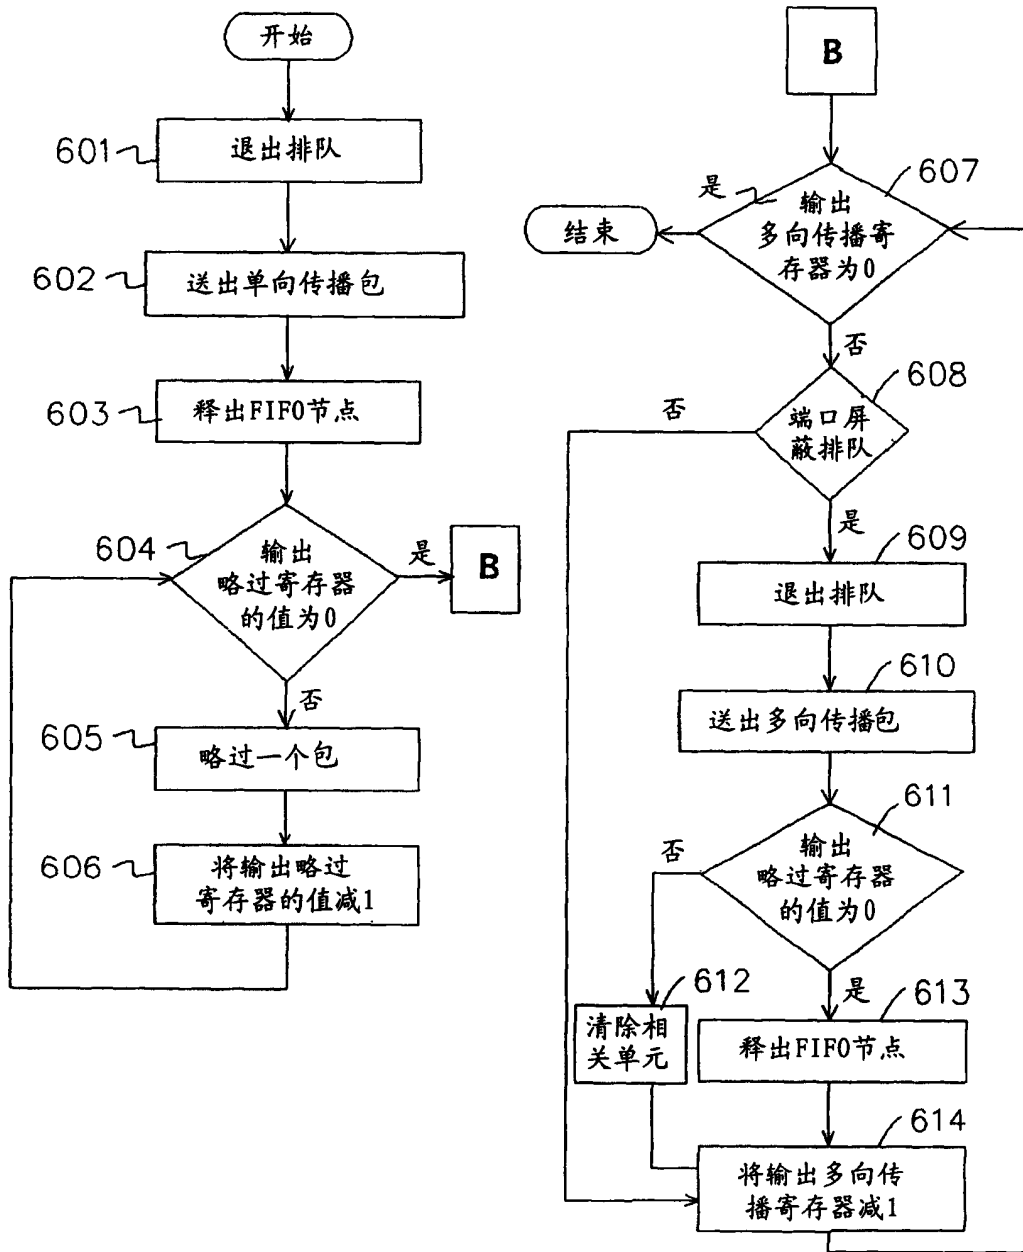 开始
601
退出排队
602
送出单向传播包
603
释出FIFO节点
604
输出
略过寄存器
的值为0
是
B
否
605
略过一个包
606
将输出略过
寄存器的值减1
B
607
是
输出
多向传播寄
存器为0
结束
否
608
端口屏
蔽排队
否
是
609
退出排队
610
送出多向传播包
611
输出
略过寄存器
的值为0
否
是
612
清除相
关单元
613
释出FIFO节点
614
将输出多向传
播寄存器减1